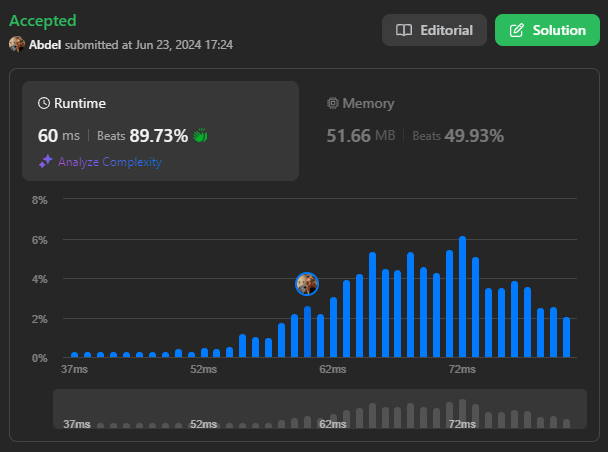 Accepted
Abdel submitted at Jun 23, 2024 17:24
Editorial
Solution
Runtime
60 ms | Beats 89.73%
Analyze Complexity
Memory
51.66 MB | Beats 49.93%
8%
6%
4%
2%
0%
37ms 52ms 62ms 72ms
37ms 52ms 62ms 72ms